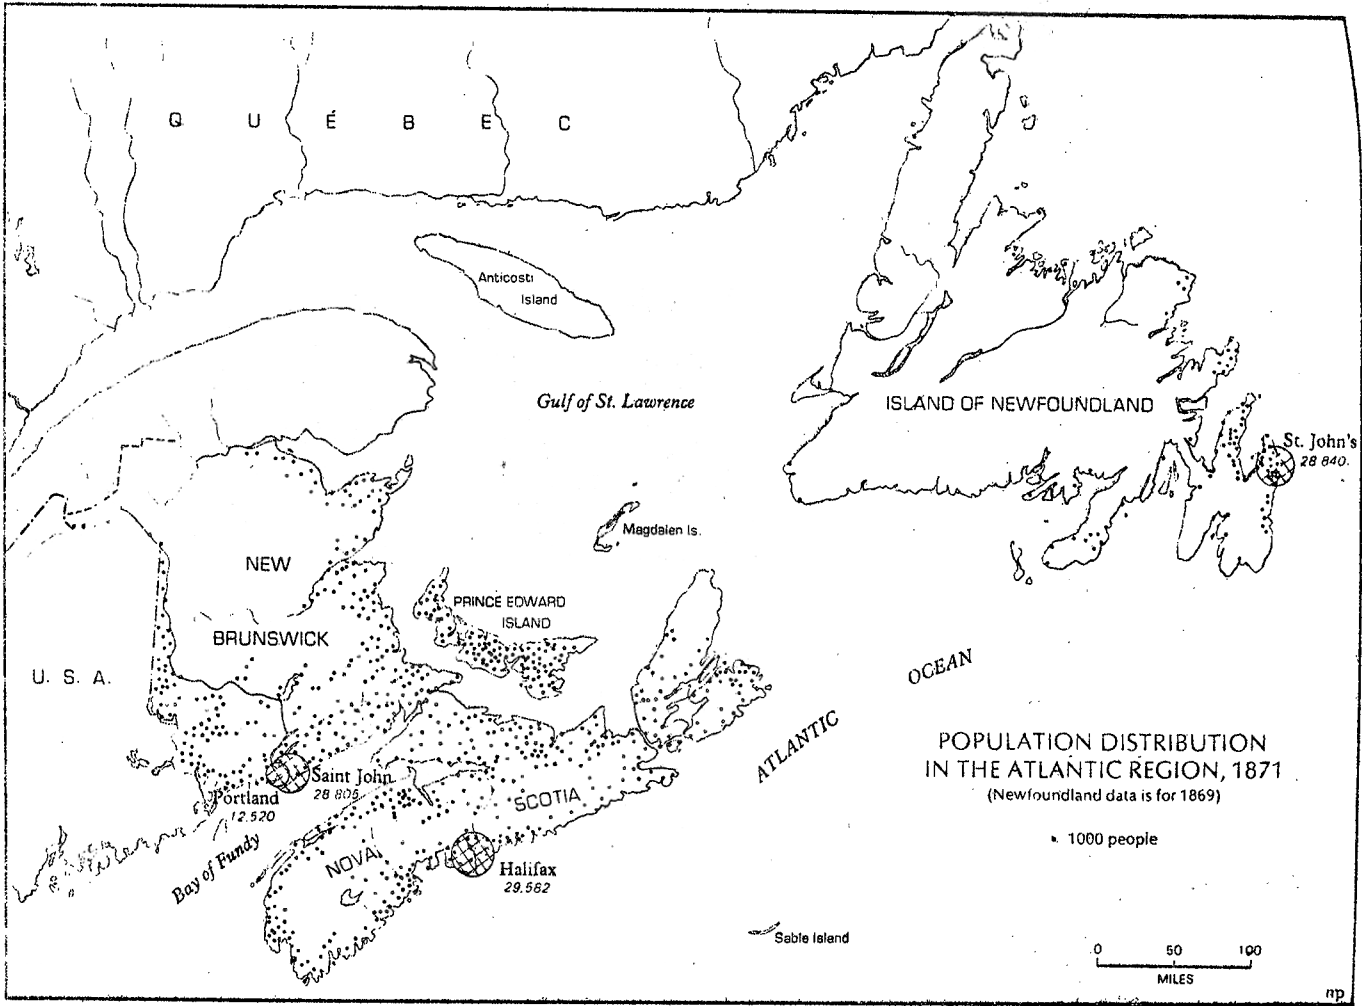 Q U É B E C
Anticosti
Island
Gulf of St. Lawrence
ISLAND OF NEWFOUNDLAND
St. John's
28 840.
Magdalen Is.
NEW
BRUNSWICK
PRINCE EDWARD
ISLAND
U. S. A.
OCEAN
ATLANTIC
POPULATION DISTRIBUTION
IN THE ATLANTIC REGION, 1871
(Newfoundland data is for 1869)
1000 people
Saint John
28 805
Portland
12.520
SCOTIA
NOVA
Bay of Fundy
Halifax
29.582
Sable Island
0 50 100
MILES
np